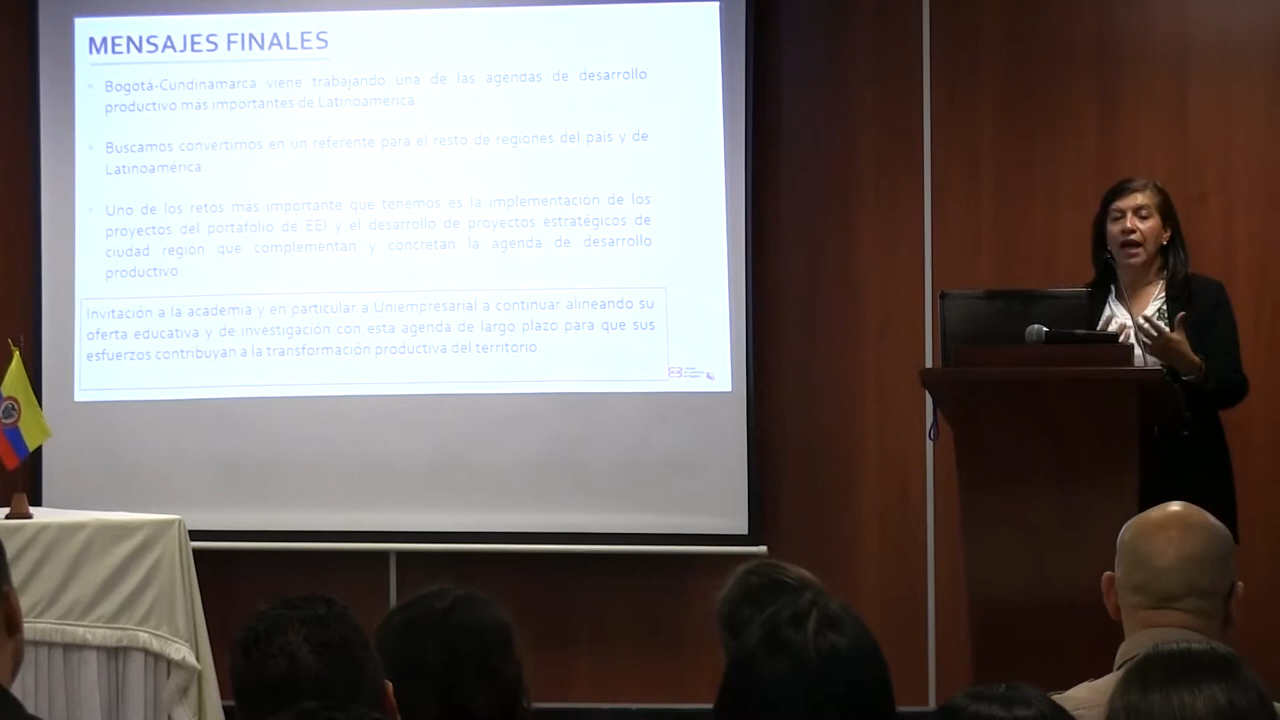 MENSAJES FINALES
Bogotá-Cundinamarca viene trabajando una de las agendas de desarrollo
productivo más importantes de Latinoamerica
Buscamos convertirnos en un referente para el resto de regiones del país y de
Latinoamérica
Uno de los retos más importante que tenemos es la implementación de los
proyectos del portafolio de EEI y el desarrollo de proyectos estratégicos de
ciudad región que complementan y concretan la agenda de desarrollo
productivo
Invitación a la academia y en particular a Uniempresarial a continuar alineando su
oferta educativa y de investigación con esta agenda de largo plazo para que sus
esfuerzos contribuyan a la transformación productiva del territorio.